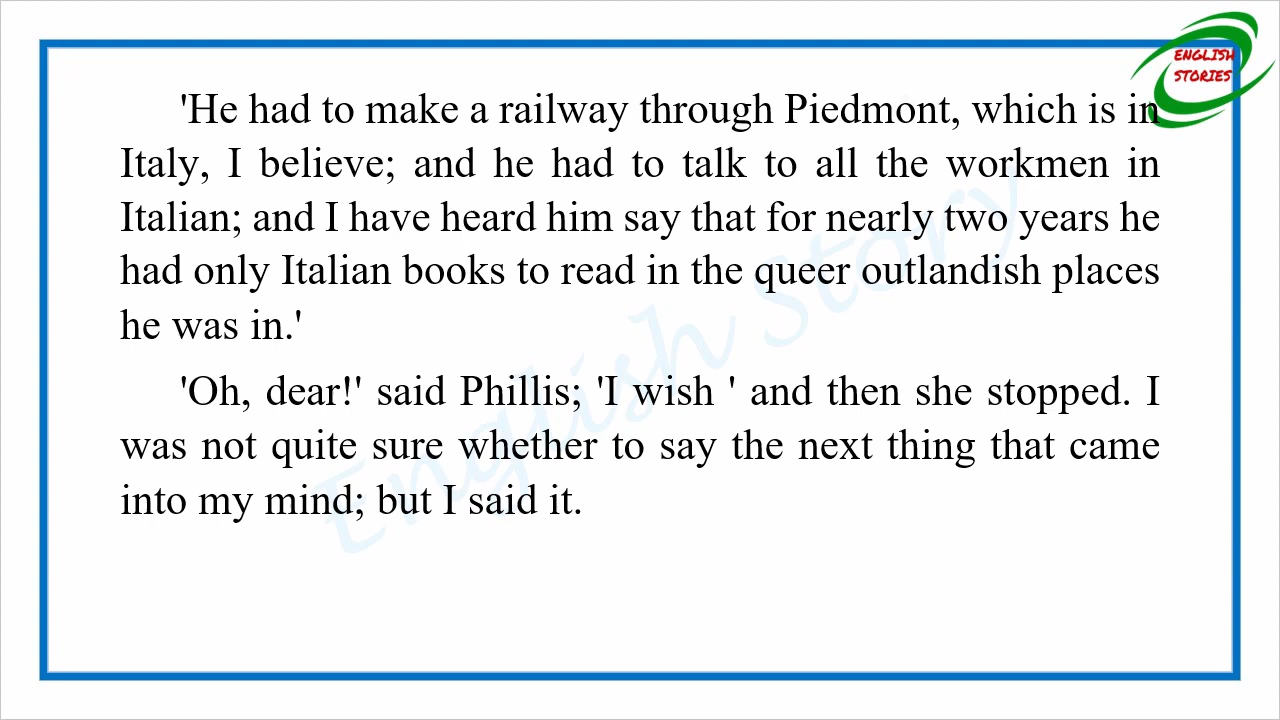 ENGLISH
STORIES
'He had to make a railway through Piedmont, which is in
Italy, I believe; and he had to talk to all the workmen in
Italian; and I have heard him say that for nearly two years he
had only Italian books to read in the queer outlandish places
he was in.'
'Oh, dear!' said Phillis; 'I wish ' and then she stopped. I
was not quite sure whether to say the next thing that came
into my mind; but I said it.
English Story